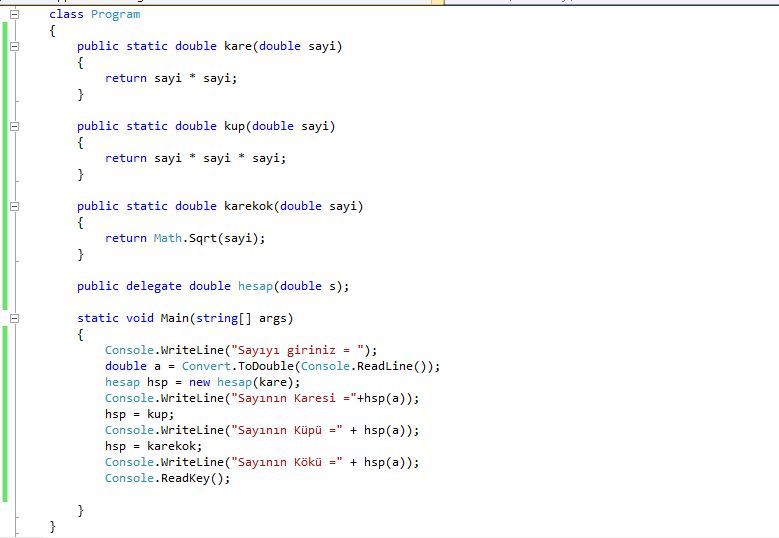 class Program
{
public static double kare(double sayi)
{
return sayi * sayi;
}
public static double kup(double sayi)
{
return sayi * sayi * sayi;
}
public static double karekok(double sayi)
{
return Math.Sqrt(sayi);
}
public delegate double hesap(double s);
static void Main(string[] args)
{
Console.WriteLine("Sayıyı giriniz = ");
double a = Convert.ToDouble(Console.ReadLine());
hesap hsp = new hesap(kare);
Console.WriteLine("Sayının Karesi ="+hsp(a));
hsp = kup;
Console.WriteLine("Sayının Küpü =" + hsp(a));
hsp = karekok;
Console.WriteLine("Sayının Kökü =" + hsp(a));
Console.ReadKey();
}
}